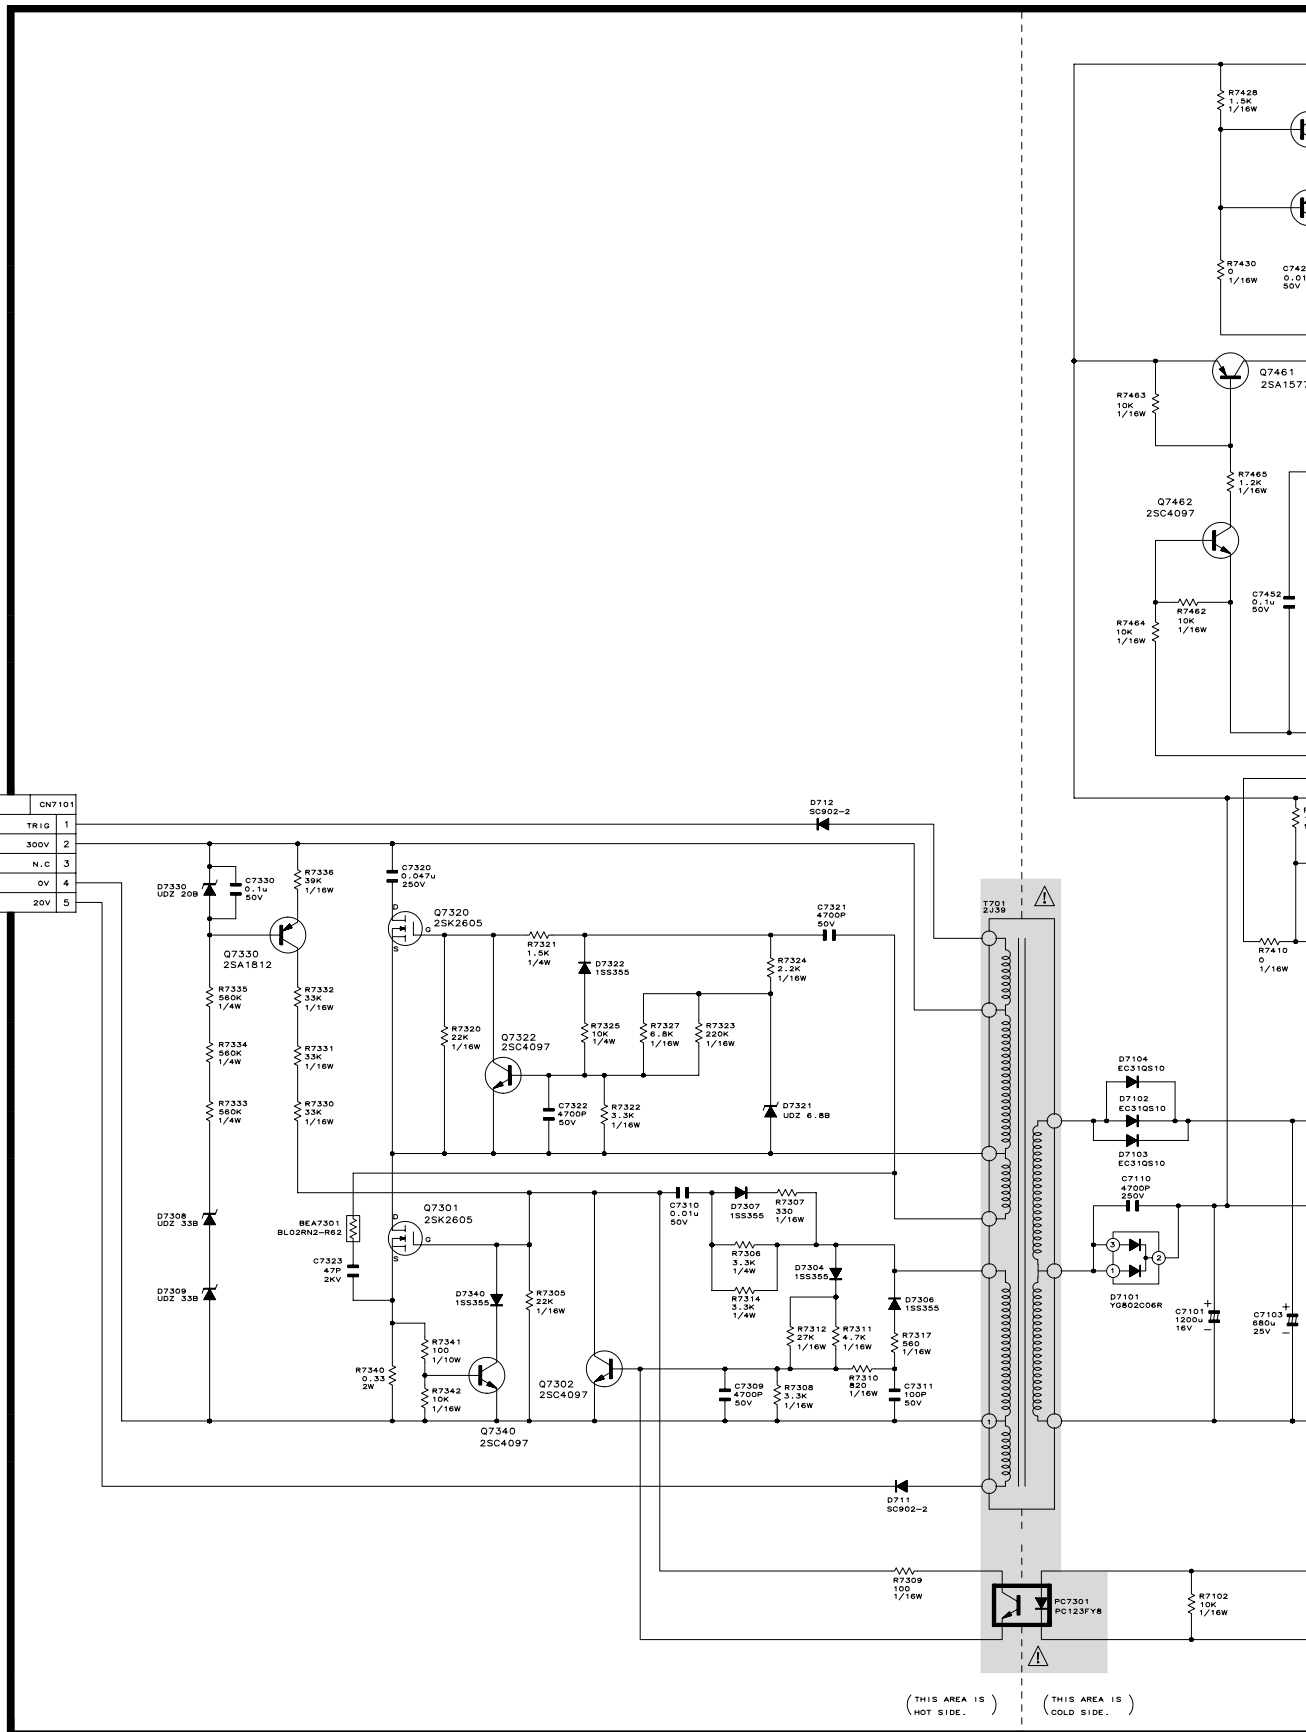 R7428
1.5K
1/16W
R7430
0
1/16W
C742
0.01
50V
Q7461
2SA1577
R7463
10K
1/16W
R7465
1.2K
1/16W
Q7462
2SC4097
C7452
0.1u
50V
R7462
10K
1/16W
R7464
10K
1/16W
CN7101
TRIG 1
300V 2
N.C 3
0V 4
20V 5
D712
SC902-2
D7330
UDZ 20B
C7330
0.1u
50V
R7336
39K
1/16W
C7320
0.047u
250V
D
G
S
Q7320
2SK2605
C7321
4700P
50V
T701
2J39
R7410
0
1/16W
Q7330
2SA1812
R7321
1.5K
1/4W
D7322
1SS355
R7324
2.2K
1/16W
R7335
560K
1/4W
R7332
33K
1/16W
R7320
22K
1/16W
Q7322
2SC4097
R7325
10K
1/4W
R7327
6.8K
1/16W
R7323
220K
1/16W
R7334
560K
1/4W
R7331
33K
1/16W
D7104
EC31QS10
R7333
560K
1/4W
R7330
33K
1/16W
C7322
4700P
50V
R7322
3.3K
1/16W
D7321
UDZ 6.8B
D7102
EC31QS10
D7103
EC31QS10
C7110
4700P
250V
D7308
UDZ 33B
BEA7301
BL02RN2-R62
Q7301
2SK2605
D
G
S
C7310
0.01u
50V
D7307
1SS355
R7307
330
1/16W
R7306
3.3K
1/4W
C7323
47P
2KV
D7304
1SS355
3
1
2
D7309
UDZ 33B
D7340
1SS355
R7305
22K
1/16W
R7314
3.3K
1/4W
D7306
1SS355
D7101
YG802C06R
C7101
1200u
16V
+
−
C7103
680u
25V
+
−
R7312
27K
1/16W
R7311
4.7K
1/16W
R7317
560
1/16W
R7341
100
1/10W
R7340
0.33
2W
R7342
10K
1/16W
Q7302
2SC4097
C7309
4700P
50V
R7308
3.3K
1/16W
R7310
820
1/16W
C7311
100P
50V
1
Q7340
2SC4097
D711
SC902-2
R7309
100
1/16W
PC7301
PC123FY8
R7102
10K
1/16W
(THIS AREA IS
HOT SIDE.)
(THIS AREA IS
COLD SIDE.)